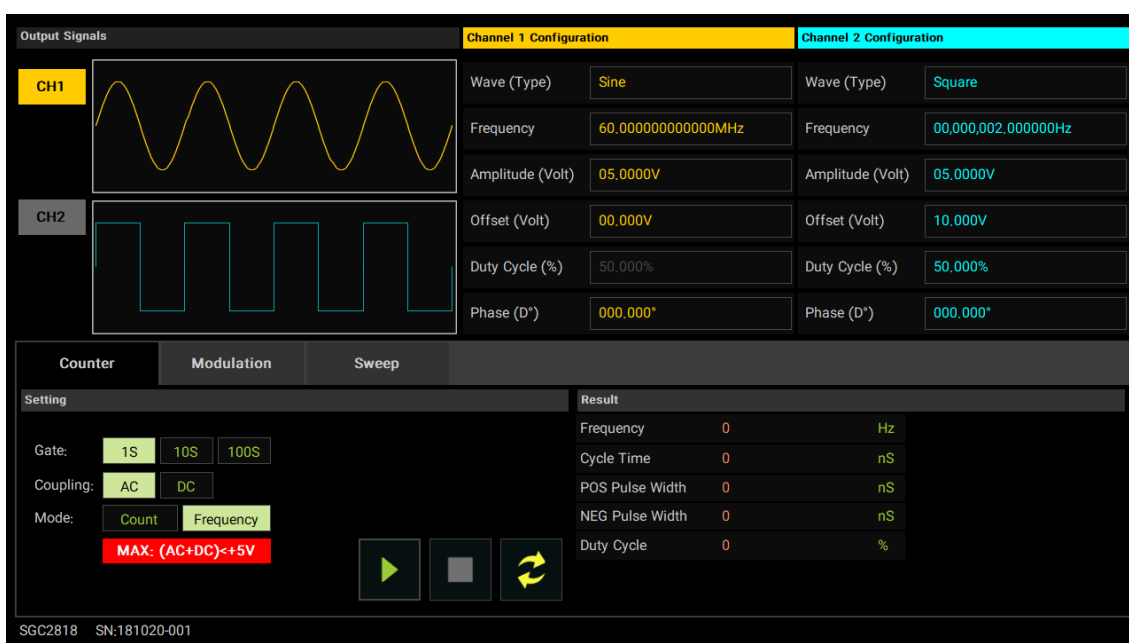 Output Signals
Channel 1 Configuration
Channel 2 Configuration
CH1
CH2
Wave (Type) Sine
Frequency 60.000000000000MHz
Amplitude (Volt) 05.0000V
Offset (Volt) 00.000V
Duty Cycle (%) 50.000%
Phase (D°) 000.000°
Wave (Type) Square
Frequency 00,000,002.000000Hz
Amplitude (Volt) 05.0000V
Offset (Volt) 10.000V
Duty Cycle (%) 50.000%
Phase (D°) 000.000°
Counter Modulation Sweep
Setting
Gate: 1S 10S 100S
Coupling: AC DC
Mode: Count Frequency
MAX: (AC+DC)<+5V
Result
Frequency 0 Hz
Cycle Time 0 nS
POS Pulse Width 0 nS
NEG Pulse Width 0 nS
Duty Cycle 0 %
SGC2818 SN:181020-001